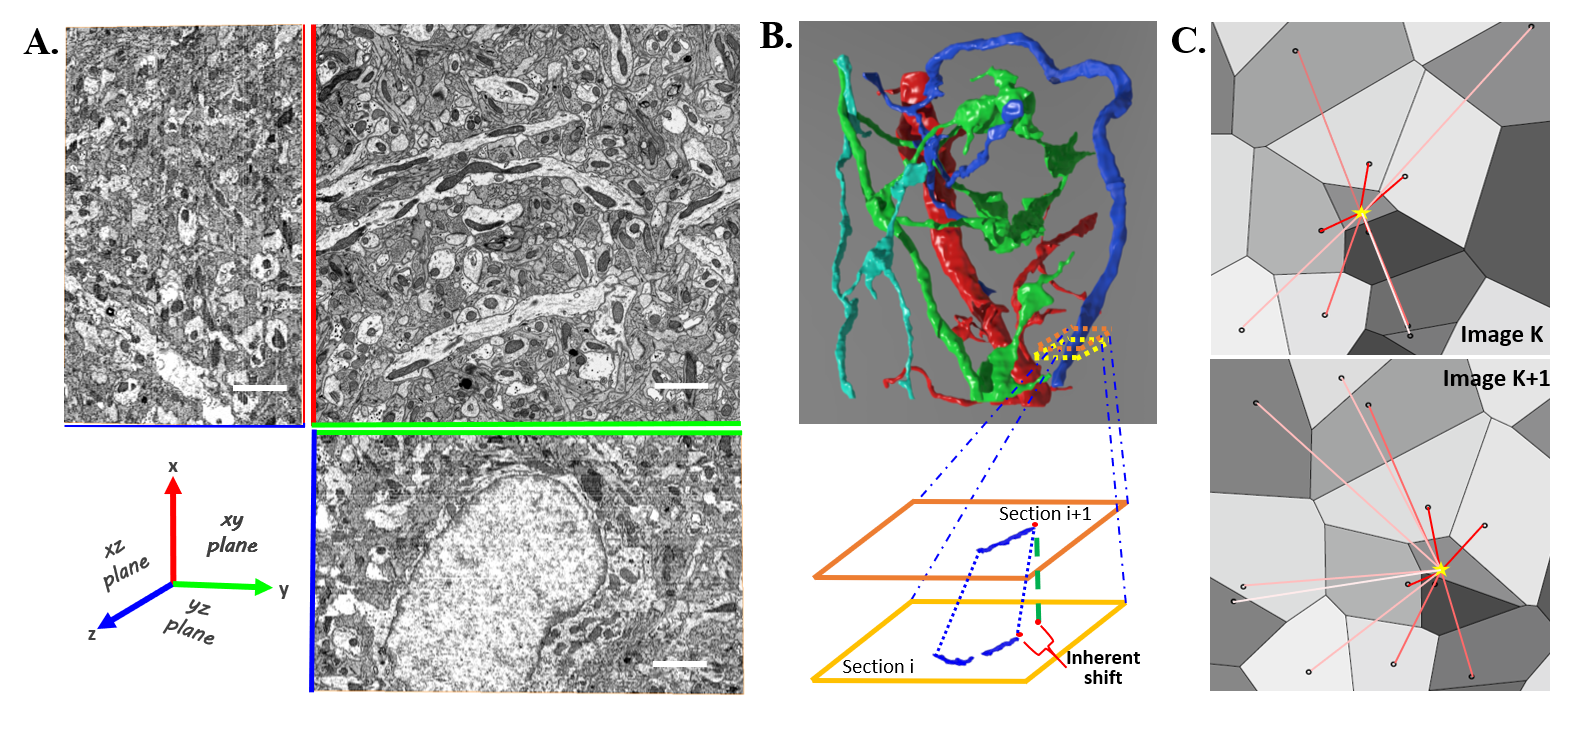 A.
x
xy
plane
xz
plane
y
yz
plane
z
B.
Section i+1
Section i
Inherent
shift
C.
Image K
Image K+1